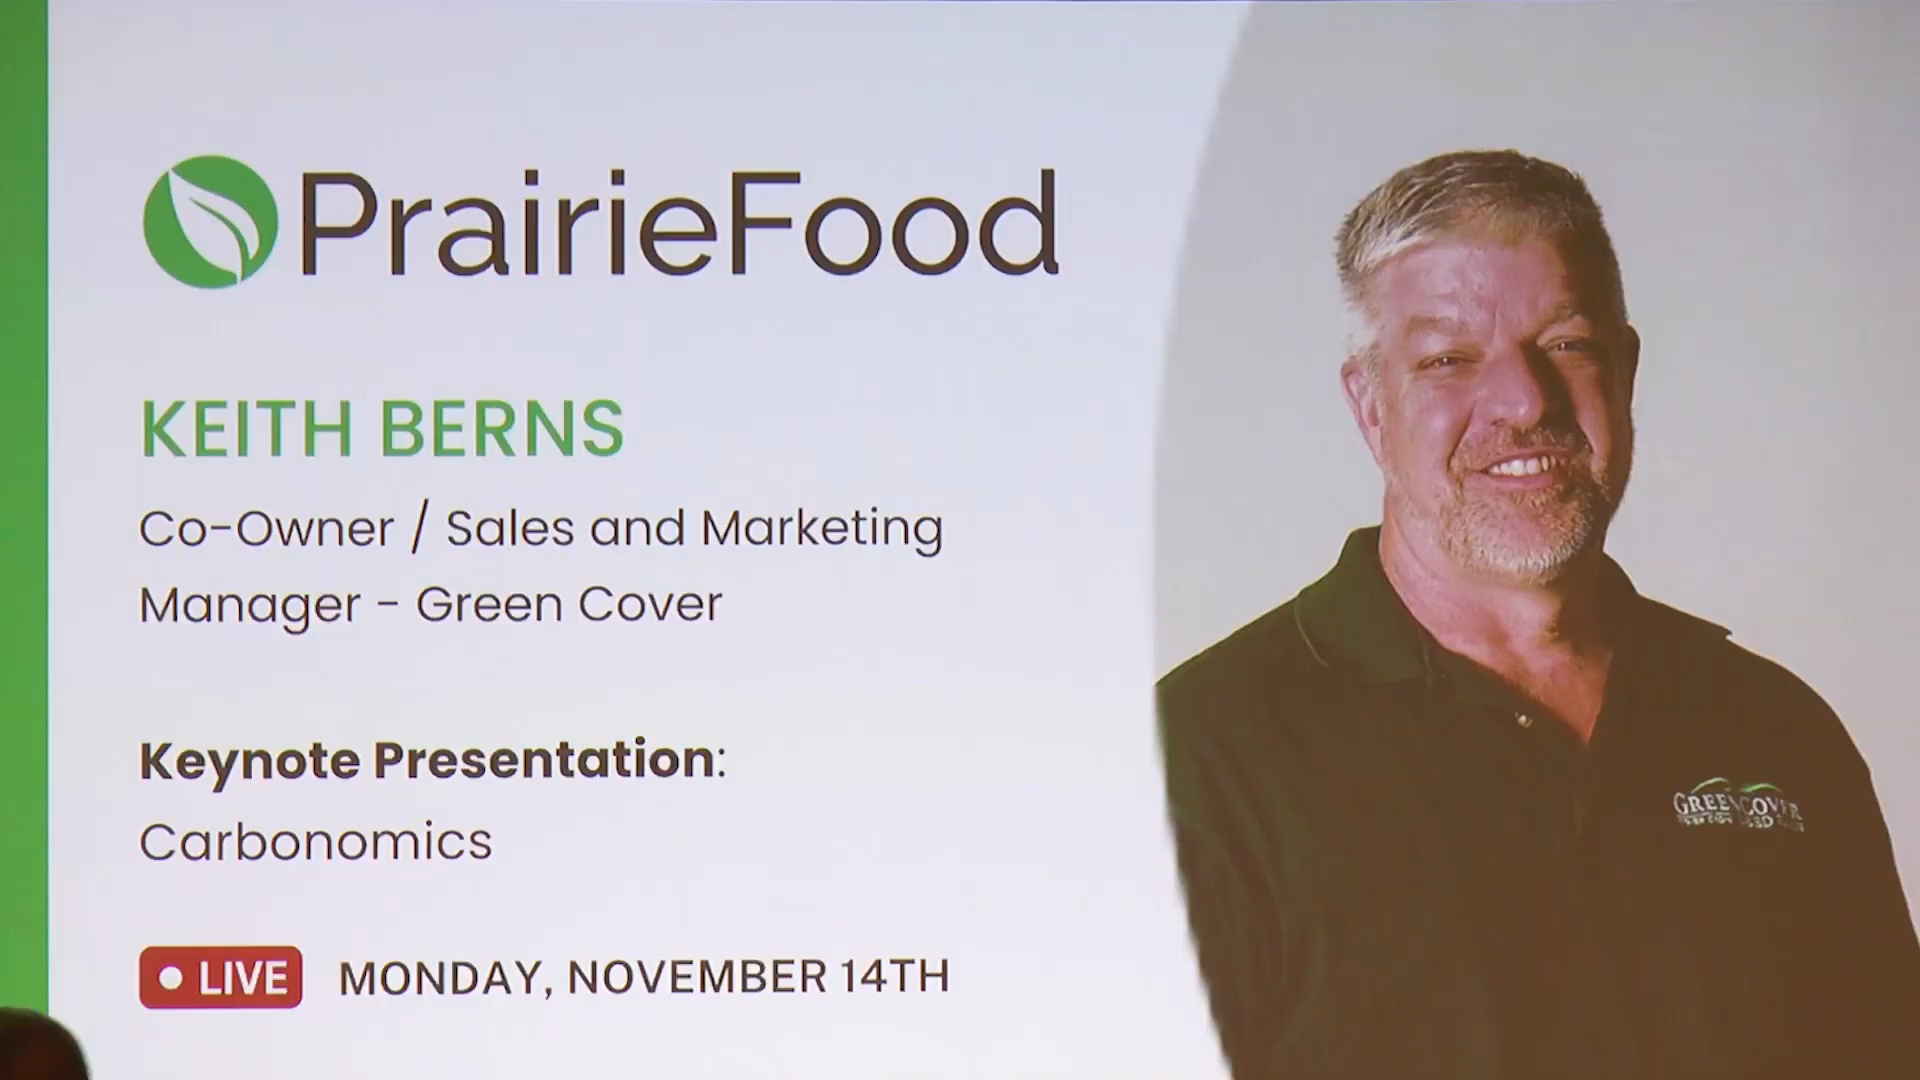 PrairieFood
KEITH BERNS
Co-Owner / Sales and Marketing
Manager - Green Cover
Keynote Presentation:
Carbonomics
LIVE MONDAY, NOVEMBER 14TH
GREEN COVER